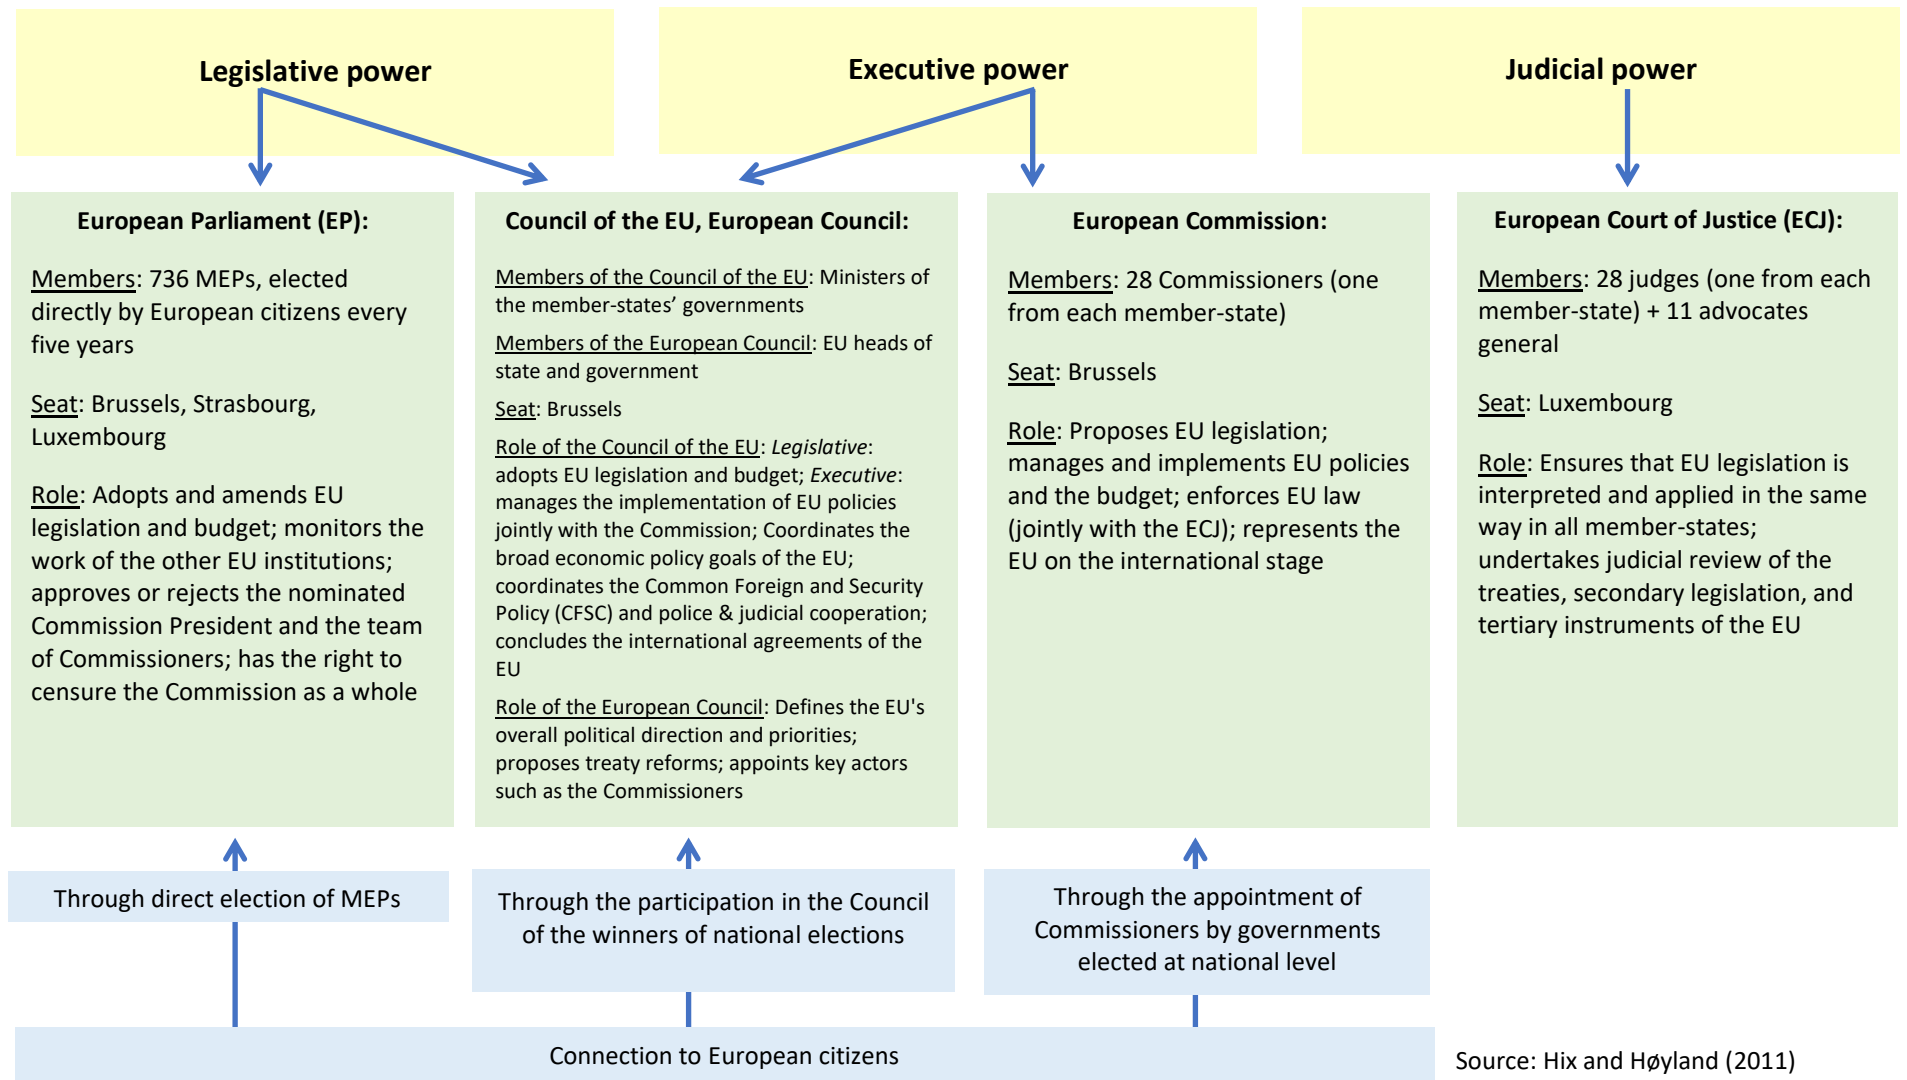 Legislative power
Executive power
Judicial power
European Parliament (EP):
Members: 736 MEPs, elected
directly by European citizens every
five years
Seat: Brussels, Strasbourg,
Luxembourg
Role: Adopts and amends EU
legislation and budget; monitors the
work of the other EU institutions;
approves or rejects the nominated
Commission President and the team
of Commissioners; has the right to
censure the Commission as a whole
Council of the EU, European Council:
Members of the Council of the EU: Ministers of
the member-states’ governments
Members of the European Council: EU heads of
state and government
Seat: Brussels
Role of the Council of the EU: Legislative:
adopts EU legislation and budget; Executive:
manages the implementation of EU policies
jointly with the Commission; Coordinates the
broad economic policy goals of the EU;
coordinates the Common Foreign and Security
Policy (CFSC) and police & judicial cooperation;
concludes the international agreements of the
EU
Role of the European Council: Defines the EU's
overall political direction and priorities;
proposes treaty reforms; appoints key actors
such as the Commissioners
European Commission:
Members: 28 Commissioners (one
from each member-state)
Seat: Brussels
Role: Proposes EU legislation;
manages and implements EU policies
and the budget; enforces EU law
(jointly with the ECJ); represents the
EU on the international stage
European Court of Justice (ECJ):
Members: 28 judges (one from each
member-state) + 11 advocates
general
Seat: Luxembourg
Role: Ensures that EU legislation is
interpreted and applied in the same
way in all member-states;
undertakes judicial review of the
treaties, secondary legislation, and
tertiary instruments of the EU
Through direct election of MEPs
Through the participation in the Council
of the winners of national elections
Through the appointment of
Commissioners by governments
elected at national level
Connection to European citizens
Source: Hix and Høyland (2011)